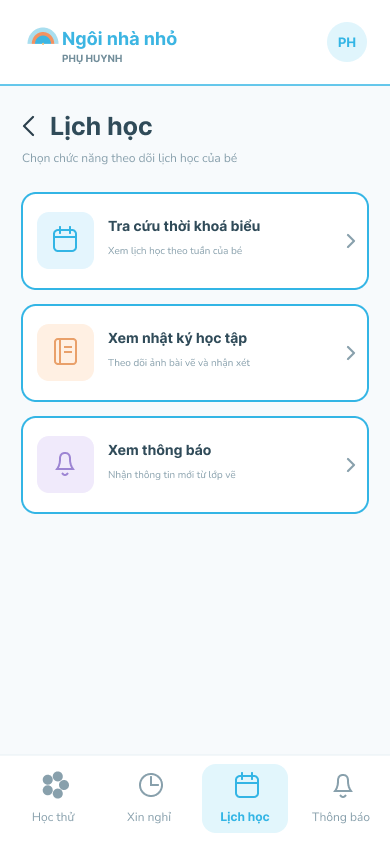 Ngôi nhà nhỏ
PHỤ HUYNH
PH
Lịch học
Chọn chức năng theo dõi lịch học của bé
Tra cứu thời khoá biểu
Xem lịch học theo tuần của bé
Xem nhật ký học tập
Theo dõi ảnh bài vẽ và nhận xét
Xem thông báo
Nhận thông tin mới từ lớp vẽ
Học thử
Xin nghỉ
Lịch học
Thông báo